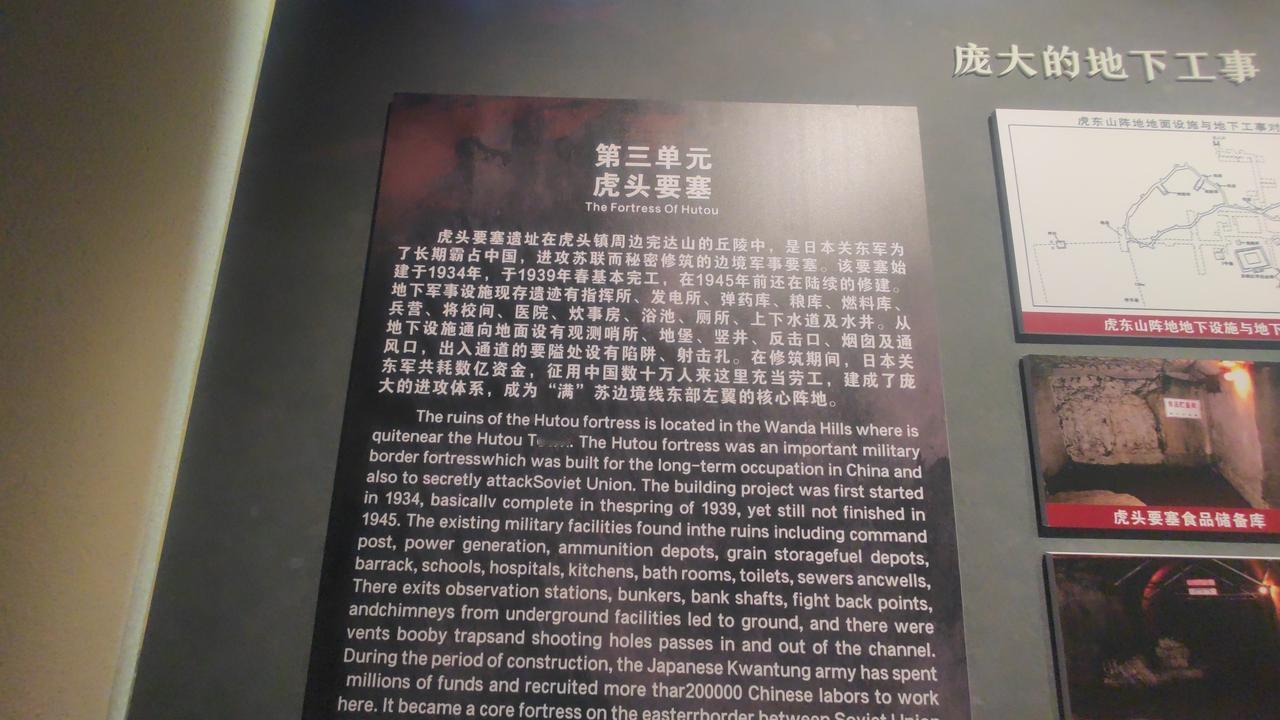 庞大的地下工事
第三单元
虎头要塞
The Fortress Of Hutou
虎头要塞遗址在虎头镇周边完达山的丘陵中，是日本关东军为
了长期霸占中国，进攻苏联而秘密修筑的边境军事要塞。该要塞始
建于1934年，于1939年春基本完工，在1945年前还在陆续的修建。
地下军事设施现存遗迹有指挥所、发电所、弹药库、粮库、燃料库、
兵营、将校间、医院、炊事房、浴池、厕所、上下水道及水井。从
地下设施通向地面设有观测哨所、地堡、竖井、反击口、烟囱及通
风口，出入通道的要隘处设有陷阱、射击孔。在修筑期间，日本关
东军共耗数亿资金，征用中国数十万人来这里充当劳工，建成了庞
大的进攻体系，成为“满”苏边境线东部左翼的核心阵地。
The ruins of the Hutou fortress is located in the Wanda Hills where is
quitenear the Hutou . The Hutou fortress was an important military
border fortresswhich was built for the long-term occupation in China and
also to secretly attackSoviet Union. The building project was first started
in 1934, basically complete in thespring of 1939, yet still not finished in
1945. The existing military facilities found inthe ruins including command
post, power generation, ammunition depots, grain storagefuel depots,
barrack, schools, hospitals, kitchens, bath rooms, toilets, sewers ancwells,
There exits observation stations, bunkers, bank shafts, fight back points,
andchimneys from underground facilities led to ground, and there were
vents booby trapsand shooting holes passes in and out of the channel.
During the period of construction, the Japanese Kwantung army has spent
millions of funds and recruited more thar200000 Chinese labors to work
here. It became a core fortress on the easterrhorder between Soviet Union
虎东山阵地地面设施与地下工事对
虎东山阵地地下设施与地下
虎头要塞食品储备库